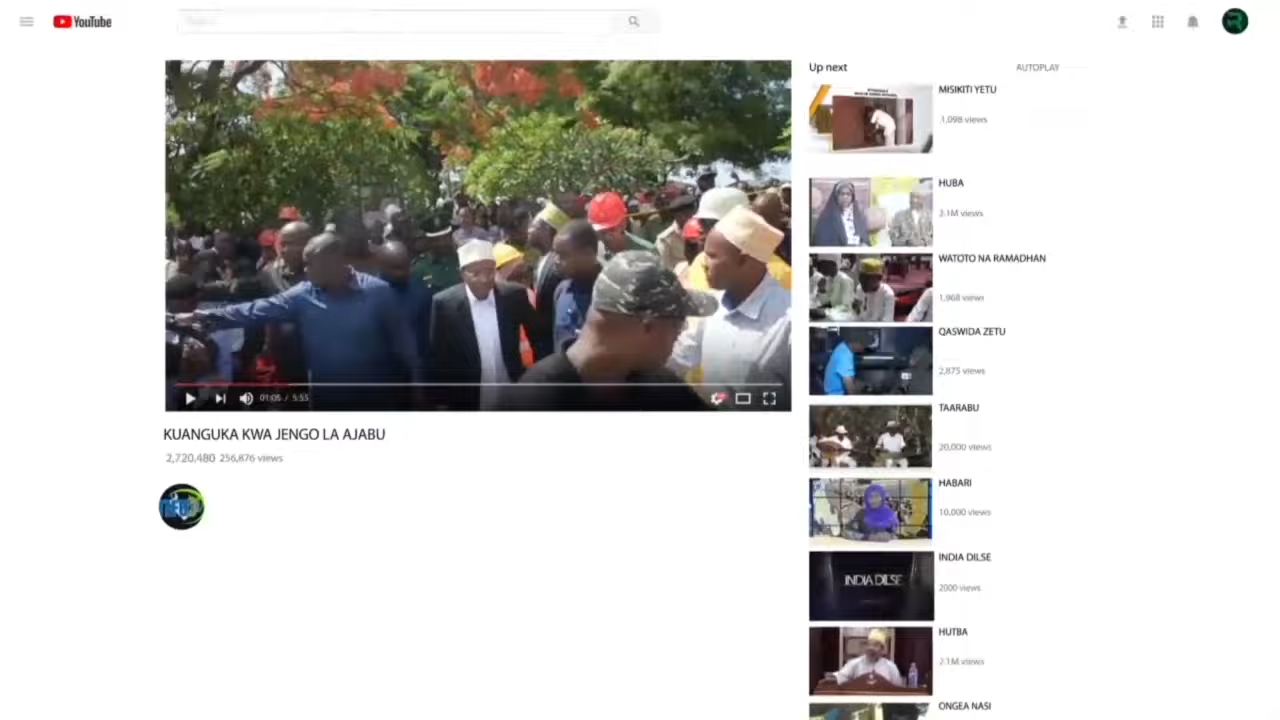 YouTube
01:05 / 5:53
KUANGUKA KWA JENGO LA AJABU
2,720,480 256,876 views
Up next
AUTOPLAY
MISIKITI YETU
1,098 views
HUBA
2.1M views
WATOTO NA RAMADHAN
1,968 views
QASWIDA ZETU
2,875 views
TAARABU
20,000 views
HABARI
10,000 views
INDIA DILSE
INDIA DILSE
2000 views
HUTBA
2.1M views
ONGEA NASI